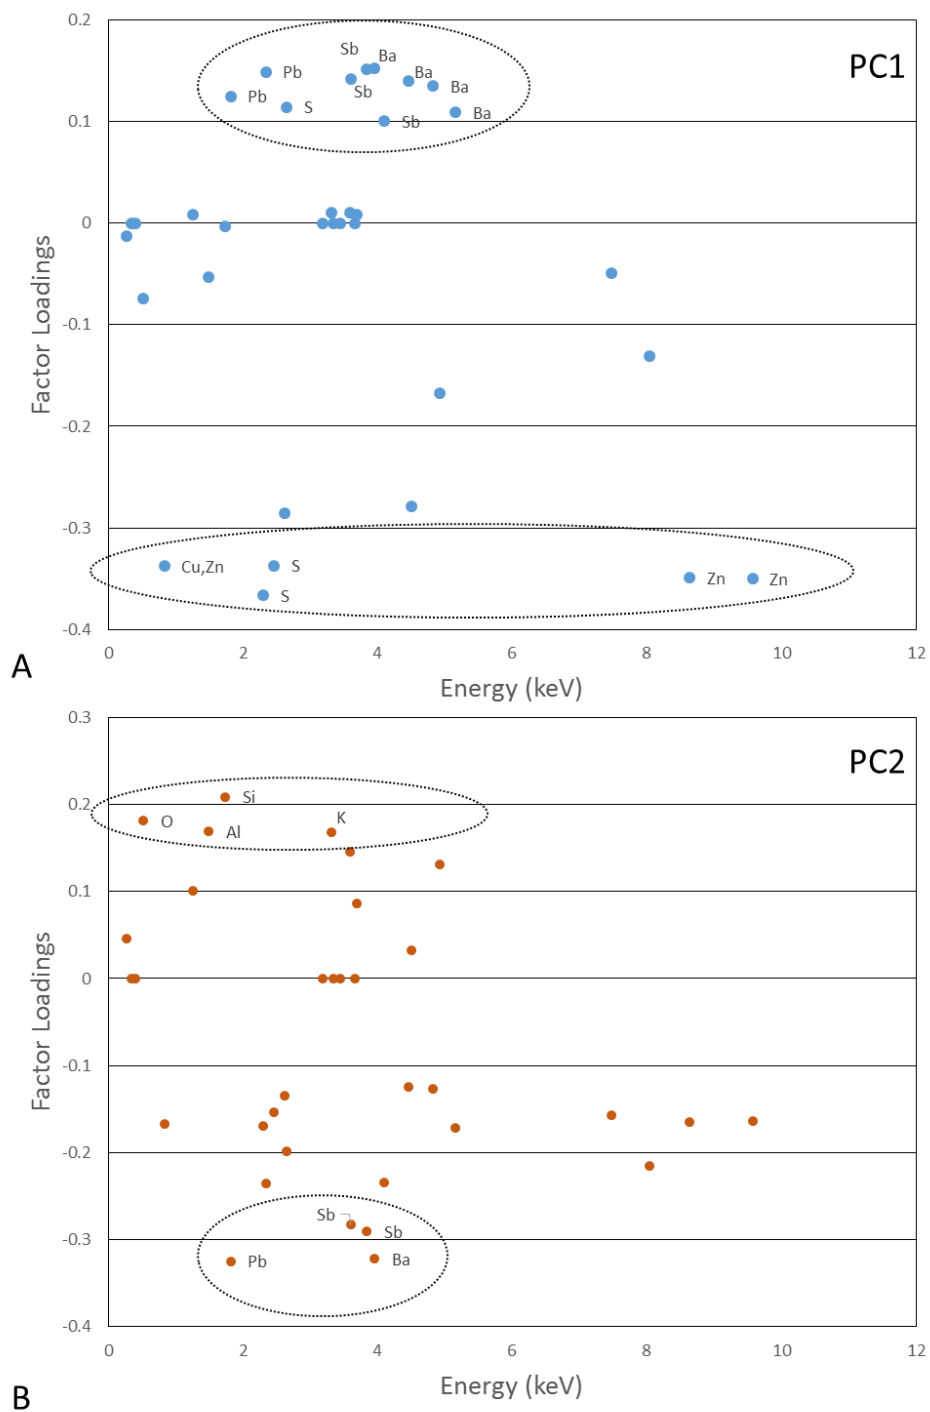 0.2
PC1
Sb
Ba
Pb
Ba
Ba
Pb
Sb
S
Ba
Sb
0.1
0
-0.1
-0.2
-0.3
Cu,Zn
S
Zn
Zn
S
-0.4
Factor Loadings
0 2 4 6 8 10 12
A
Energy (keV)
0.3
PC2
Si
0.2
O
K
Al
0.1
0
-0.1
-0.2
Sb
Sb
-0.3
Pb
Ba
-0.4
Factor Loadings
0 2 4 6 8 10 12
Energy (keV)
B